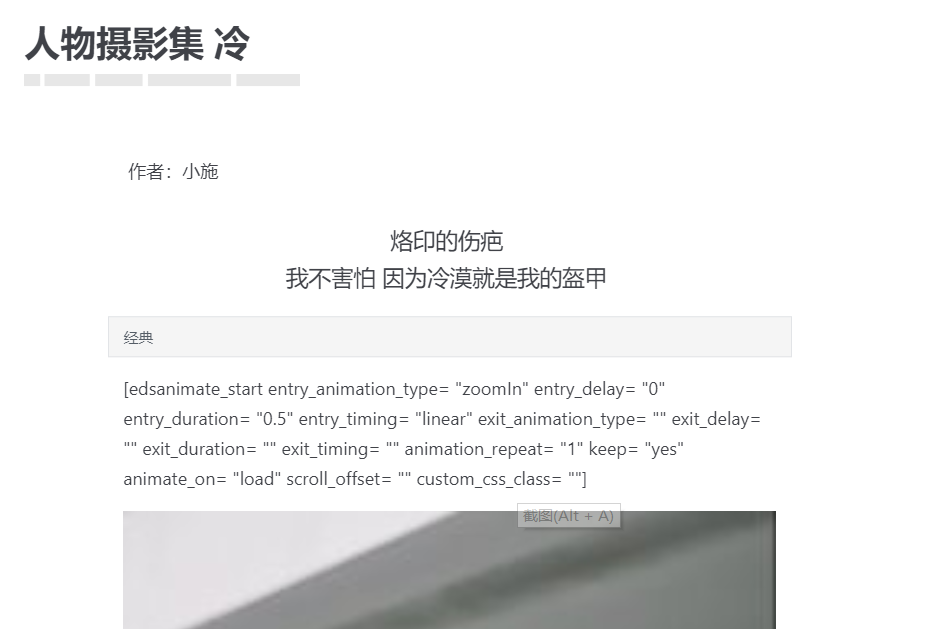 人物摄影集 冷
作者：小施
烙印的伤疤
我不害怕 因为冷漠就是我的盔甲
经典
[edsanimate_start entry_animation_type= "zoomIn" entry_delay= "0"
entry_duration= "0.5" entry_timing= "linear" exit_animation_type= "" exit_delay=
"" exit_duration= "" exit_timing= "" animation_repeat= "1" keep= "yes"
animate_on= "load" scroll_offset= "" custom_css_class= ""]
截图(Alt + A)